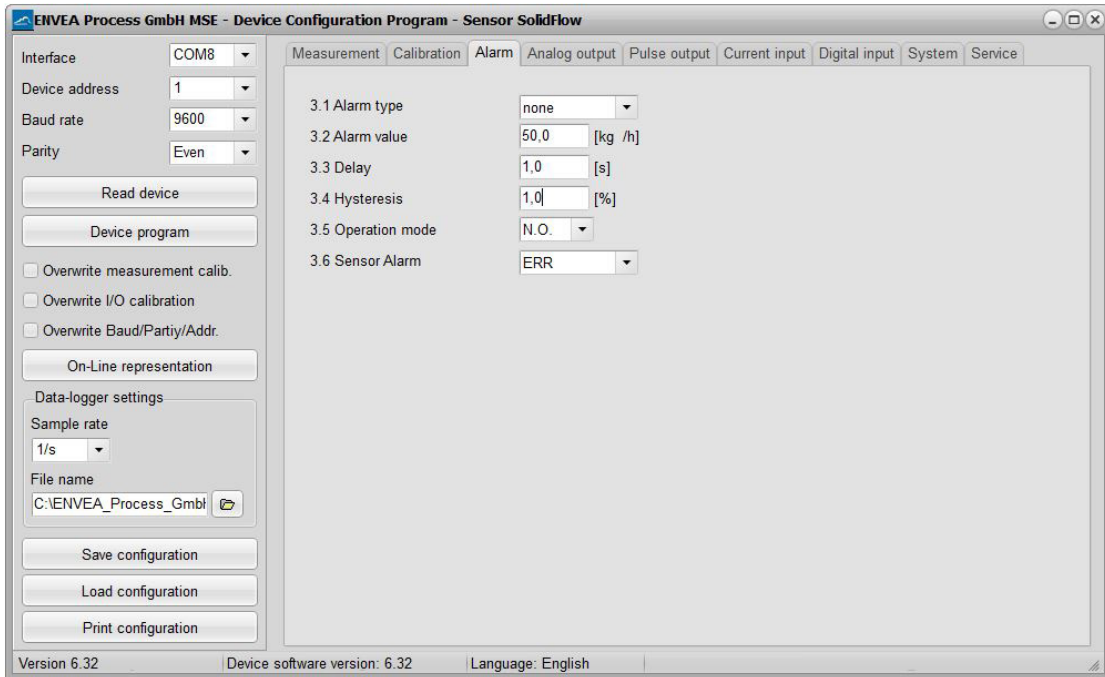 ENVEA Process GmbH MSE - Device Configuration Program - Sensor SolidFlow
Interface COM8
Device address 1
Baud rate 9600
Parity Even
Read device
Device program
Overwrite measurement calib.
Overwrite I/O calibration
Overwrite Baud/Partiy/Addr.
On-Line representation
Data-logger settings
Sample rate
1/s
File name
C:\ENVEA_Process_Gmb
Save configuration
Load configuration
Print configuration
Measurement Calibration Alarm Analog output Pulse output Current input Digital input System Service
3.1 Alarm type none
3.2 Alarm value 50,0 [kg /h]
3.3 Delay 1,0 [s]
3.4 Hysteresis 1,0 [%]
3.5 Operation mode N.O.
3.6 Sensor Alarm ERR
Version 6.32 Device software version: 6.32 Language: English